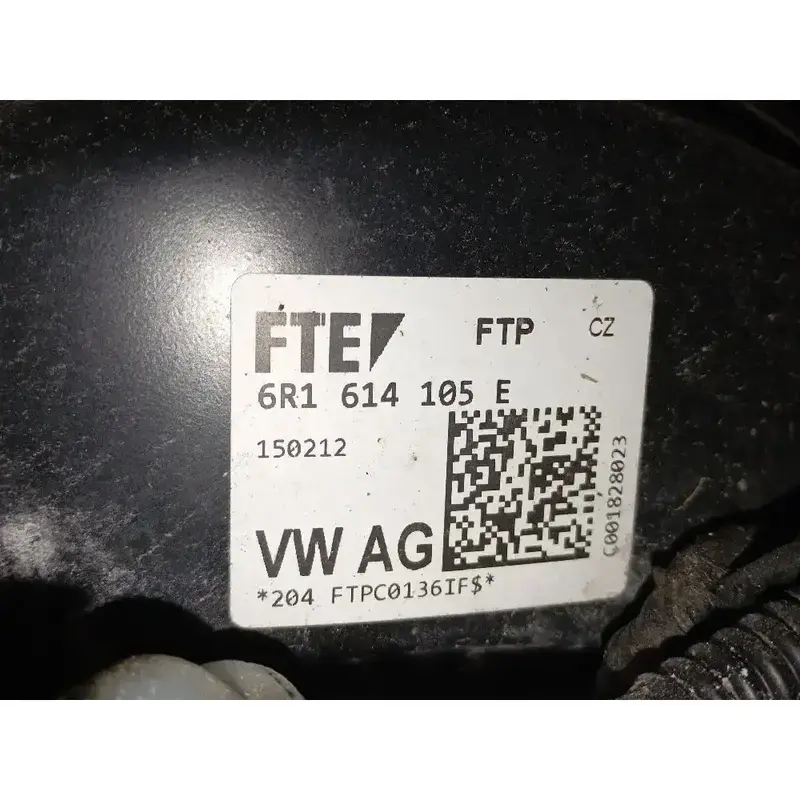 FTE FTP CZ
6R1 614 105 E
150212
C001828023
VW AG
*204 FTPC0136IF$*